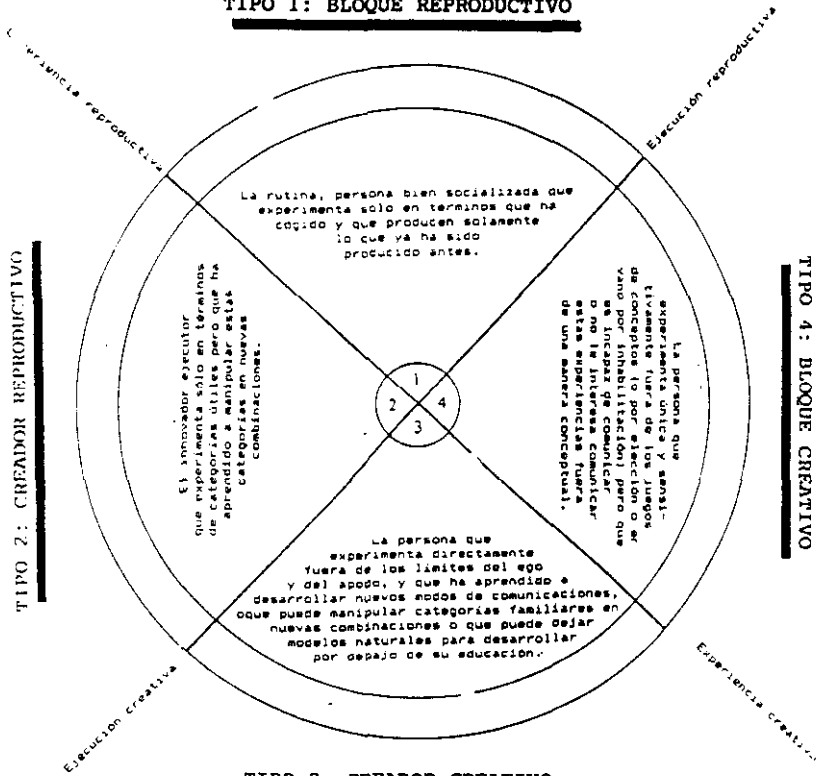 TIPO 1: BLOQUE REPRODUCTIVO
Ejecución reproductiva
reproductiva
La rutina, persona bien socializada que
experimenta sólo en términos que ha
cogido y que producen solamente
lo que ya ha sido
producido antes.
TIPO 2: CREADOR REPRODUCTIVO
El innovador ejecutor
que experimenta sólo en términos
de categorías útiles pero que ha
aprendido a manipular estas
categorías en nuevas
combinaciones.
1
2
4
3
La persona que
experimenta única y sensi-
tivamente fuera de los juegos
de conceptos (o por elección o er
vano por inhabilitación) pero que
es incapaz de comunicar
o no le interesa comunicar
estas experiencias fuera
de una manera conceptual.
TIPO 4: BLOQUE CREATIVO
La persona que
experimenta directamente
fuera de los límites del ego
y del apodo, y que ha aprendido a
desarrollar nuevos modos de comunicaciones,
oque puede manipular categorías familiares en
nuevas combinaciones o que puede dejar
modelos naturales para desarrollar
por debajo de su educación.
Ejecución creativa
Experiencia creativa
CREADOR CREATIVO